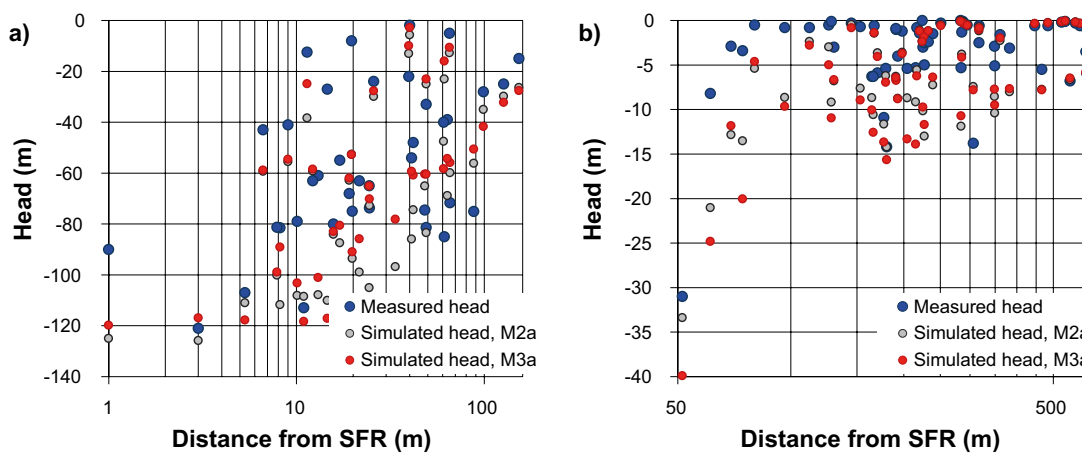 a)
Head (m)
0
-20
-40
-60
-80
-100
-120
-140
1
10
100
Distance from SFR (m)
Measured head
Simulated head, M2a
Simulated head, M3a
b)
Head (m)
0
-5
-10
-15
-20
-25
-30
-35
-40
50
500
Distance from SFR (m)
Measured head
Simulated head, M2a
Simulated head, M3a